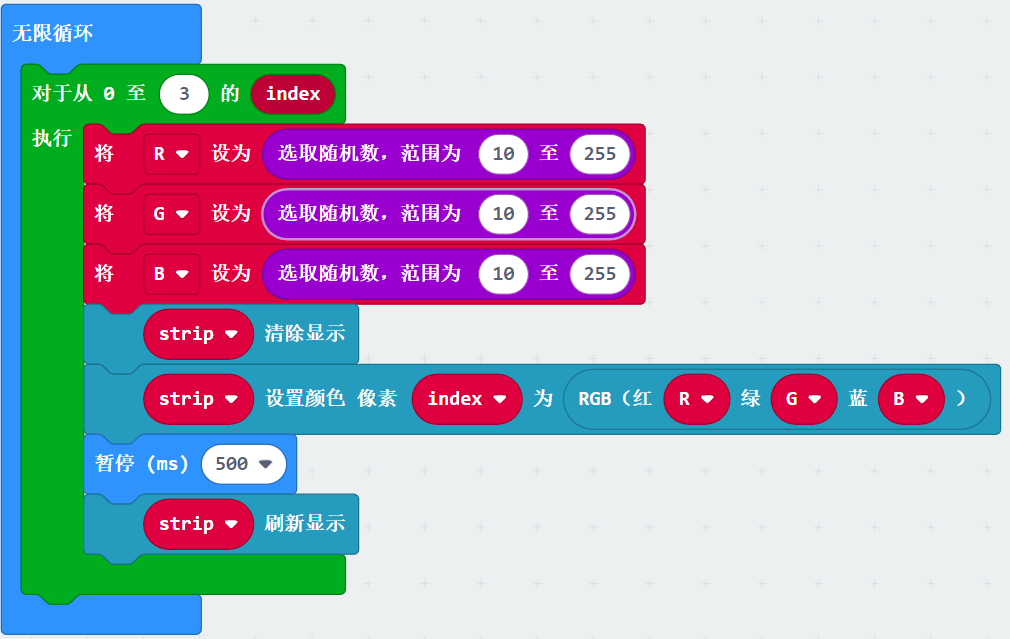 无限循环
对于从 0 至 3 的 index
执行
将 R 设为 选取随机数，范围为 10 至 255
将 G 设为 选取随机数，范围为 10 至 255
将 B 设为 选取随机数，范围为 10 至 255
strip 清除显示
strip 设置颜色 像素 index 为 RGB（红 R 绿 G 蓝 B ）
暂停 (ms) 500
strip 刷新显示